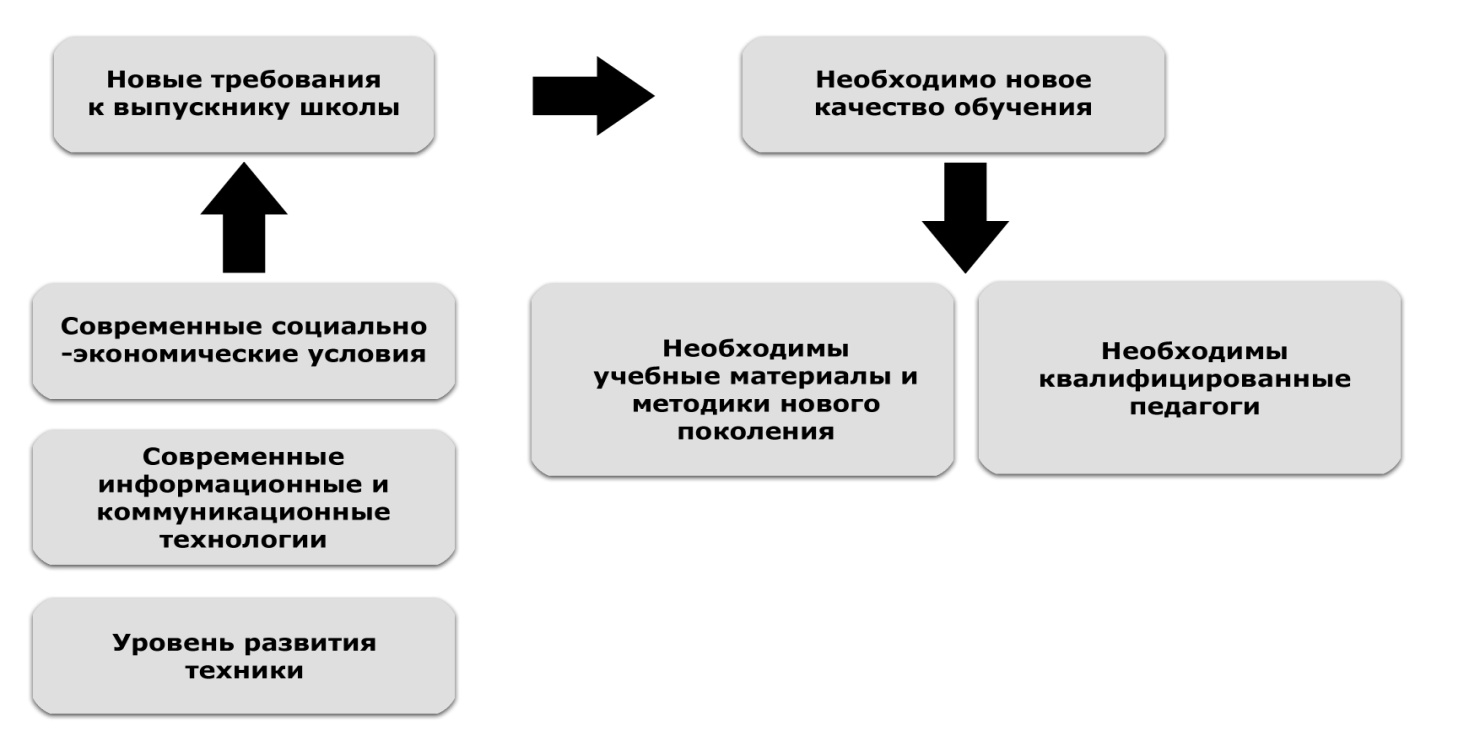 Новые требования
к выпускнику школы
Необходимо новое
качество обучения
Современные социально
-экономические условия
Необходимы
учебные материалы и
методики нового
поколения
Необходимы
квалифицированные
педагоги
Современные
информационные и
коммуникационные
технологии
Уровень развития
техники